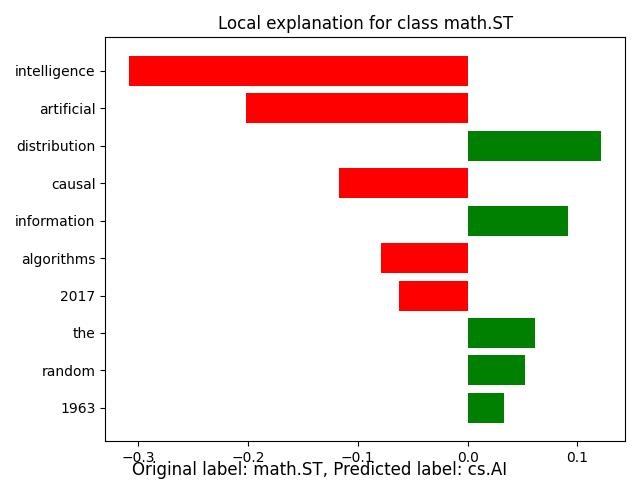 Local explanation for class math.ST
intelligence
artificial
distribution
causal
information
algorithms
2017
the
random
1963
−0.3 −0.2 −0.1 0.0 0.1
Original label: math.ST, Predicted label: cs.AI